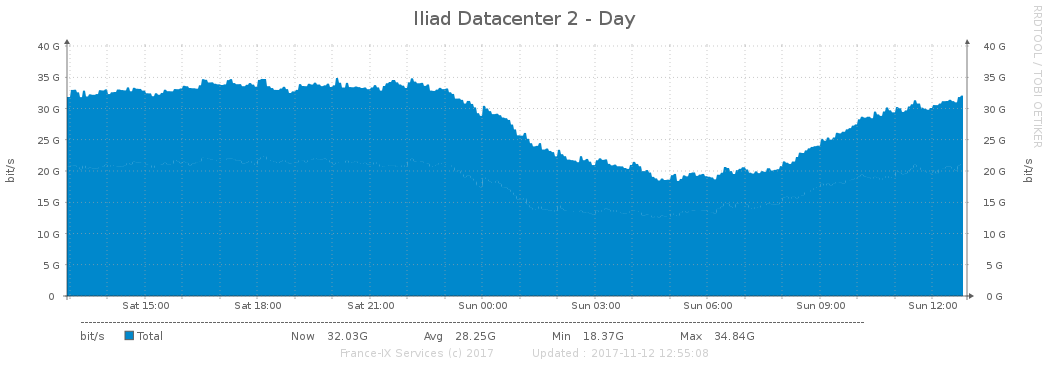 Iliad Datacenter 2 - Day
RRDTOOL / TOBI OETIKER
40 G 40 G
35 G 35 G
30 G 30 G
25 G 25 G
20 G 20 G
15 G 15 G
10 G 10 G
5 G 5 G
0 0 G
bit/s
bit/s
Sat 15:00 Sat 18:00 Sat 21:00 Sun 00:00 Sun 03:00 Sun 06:00 Sun 09:00 Sun 12:00
bit/s Total Now 32.03G Avg 28.25G Min 18.37G Max 34.84G
France-IX Services (c) 2017 Updated : 2017-11-12 12:55:08